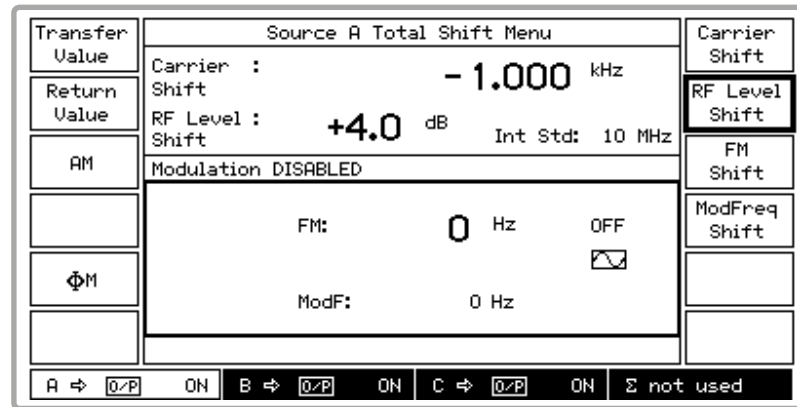 Source A Total Shift Menu
Transfer
Value
Return
Value
AM
ΦM
Carrier :
Shift
-1.000 kHz
RF Level :
Shift
+4.0 dB
Int Std: 10 MHz
Modulation DISABLED
FM: 0 Hz OFF
ModF: 0 Hz
Carrier
Shift
RF Level
Shift
FM
Shift
ModFreq
Shift
A ⇨ O/P ON B ⇨ O/P ON C ⇨ O/P ON Σ not used